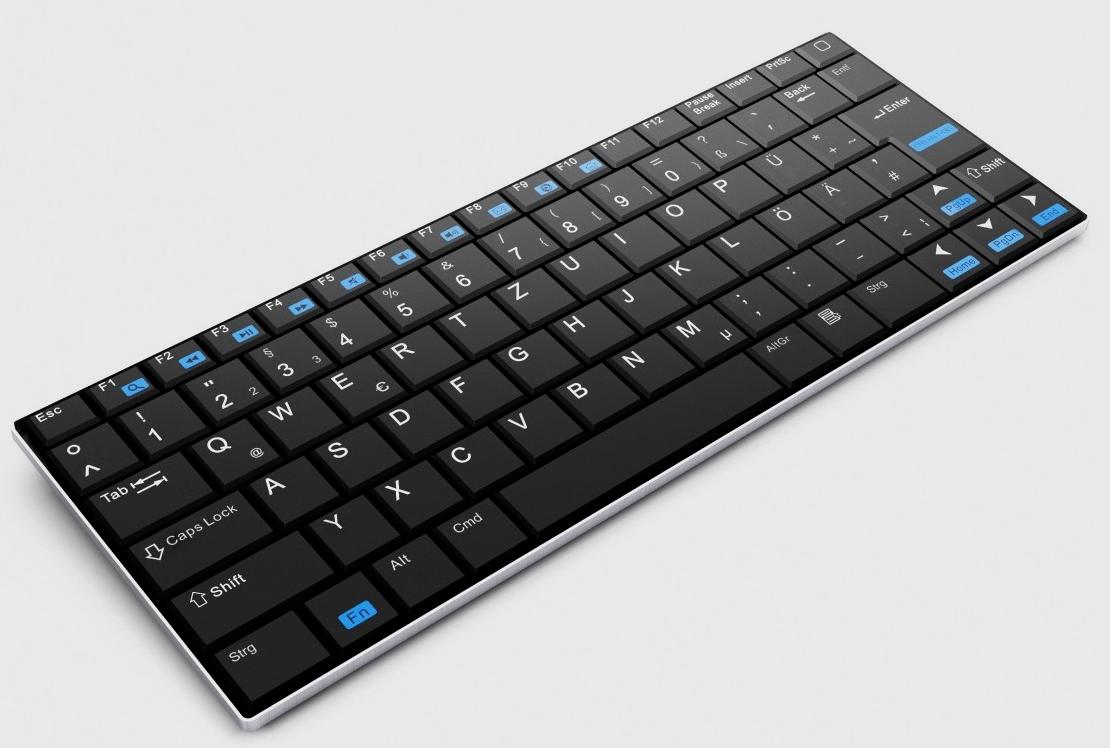 Esc F1 F2 F3 F4 F5 F6 F7 F8 F9 F10 F11 F12 Pause Break Insert PrtSc
° ^ ! 1 " 2 2 § 3 3 $ 4 % 5 & 6 / 7 { ( 8 [ ) 9 ] = 0 } ? ß \ ` ´ Back Entf
Tab Q @ W E € R T Z U I O P Ü * + ~ Enter
Caps Lock A S D F G H J K L Ö Ä ' #
Shift Y X C V B N M µ ; , : . _ - > < | PgUp Shift
Strg Fn Alt Cmd AltGr Strg Home PgDn End